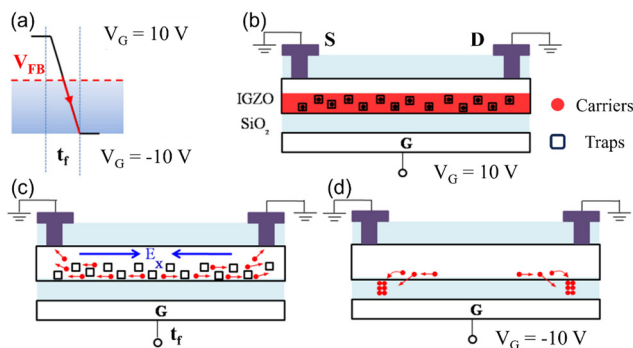 (a)
V_G = 10 V
V_FB
t_f
V_G = -10 V
(b)
S
D
IGZO
SiO₂
G
V_G = 10 V
Carriers
Traps
(c)
E_x
G
t_f
(d)
G
V_G = -10 V